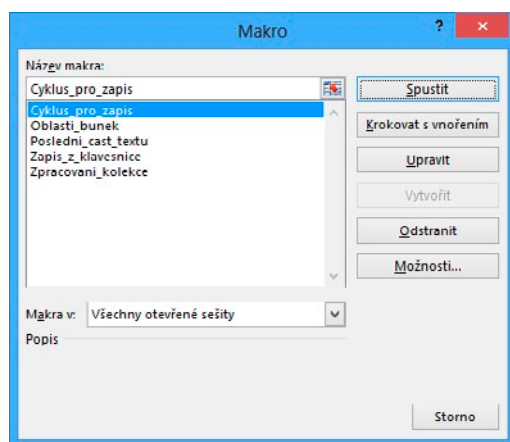 Makro
?
Název makra:
Cyklus_pro_zapis
Cyklus_pro_zapis
Oblasti_bunek
Posledni_cast_textu
Zapis_z_klavesnice
Zpracovani_kolekce
Spustit
Krokovat s vnořením
Upravit
Vytvořit
Odstranit
Možnosti...
Makra v: Všechny otevřené sešity
Popis
Storno